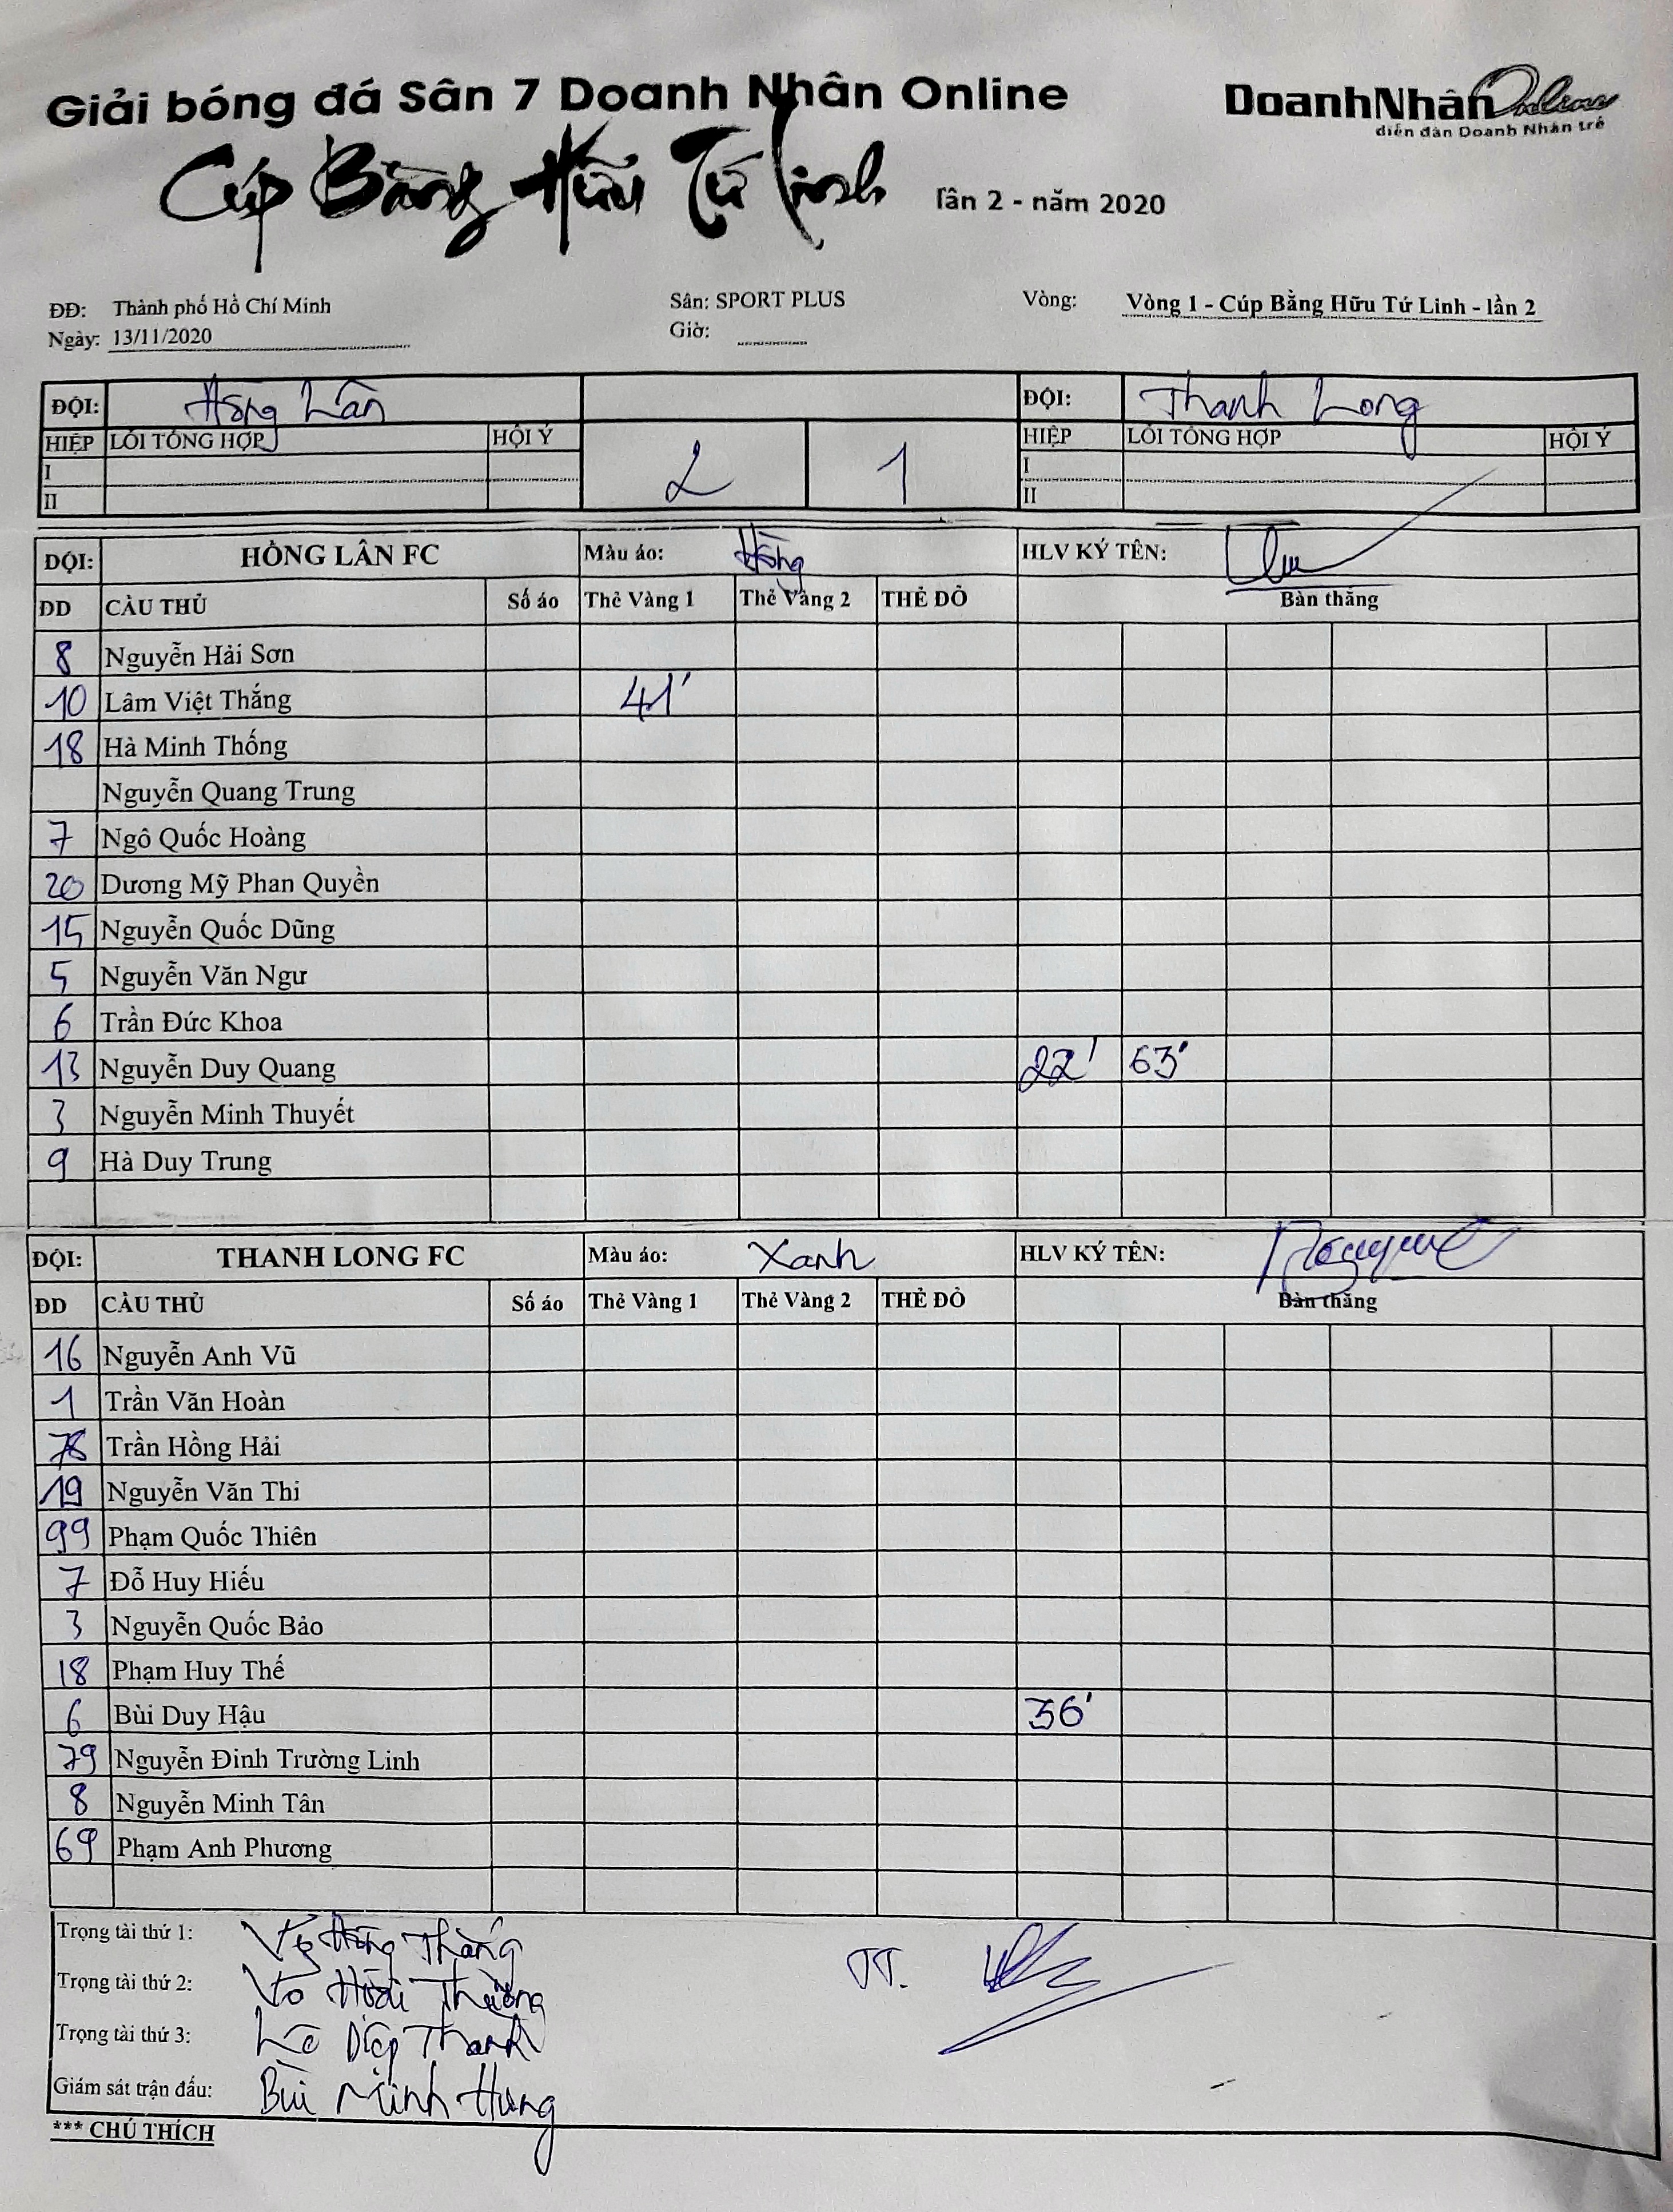 Giải bóng đá Sân 7 Doanh Nhân Online
DoanhNhân Online
diễn đàn Doanh Nhân trẻ
Cúp Bằng Hữu Tứ Linh lần 2 - năm 2020
ĐĐ: Thành phố Hồ Chí Minh Sân: SPORT PLUS Vòng: Vòng 1 - Cúp Bằng Hữu Tứ Linh - lần 2
Ngày: 13/11/2020 Giờ:
ĐỘI: Hồng Lân ĐỘI: Thanh Long
HIỆP LỖI TỔNG HỢP HỘI Ý 2 1 HIỆP LỖI TỔNG HỢP HỘI Ý
I I
II II
ĐỘI: HỒNG LÂN FC Màu áo: Hồng HLV KÝ TÊN:
ĐD CẦU THỦ Số áo Thẻ Vàng 1 Thẻ Vàng 2 THẺ ĐỎ Bàn thắng
8 Nguyễn Hải Sơn
10 Lâm Việt Thắng 41'
18 Hà Minh Thống
Nguyễn Quang Trung
7 Ngô Quốc Hoàng
20 Dương Mỹ Phan Quyền
15 Nguyễn Quốc Dũng
5 Nguyễn Văn Ngư
6 Trần Đức Khoa
13 Nguyễn Duy Quang 22' 63'
3 Nguyễn Minh Thuyết
9 Hà Duy Trung
ĐỘI: THANH LONG FC Màu áo: Xanh HLV KÝ TÊN:
ĐD CẦU THỦ Số áo Thẻ Vàng 1 Thẻ Vàng 2 THẺ ĐỎ Bàn thắng
16 Nguyễn Anh Vũ
1 Trần Văn Hoàn
Trần Hồng Hải
19 Nguyễn Văn Thi
99 Phạm Quốc Thiên
7 Đỗ Huy Hiếu
3 Nguyễn Quốc Bảo
18 Phạm Huy Thế
6 Bùi Duy Hậu 36'
79 Nguyễn Đinh Trường Linh
8 Nguyễn Minh Tân
69 Phạm Anh Phương
Trọng tài thứ 1: Hồng Thắng TT.
Trọng tài thứ 2: Võ Hoài Thường
Trọng tài thứ 3: Lê Diệp Thanh
Giám sát trận đấu: Bùi Minh Hưng
*** CHÚ THÍCH